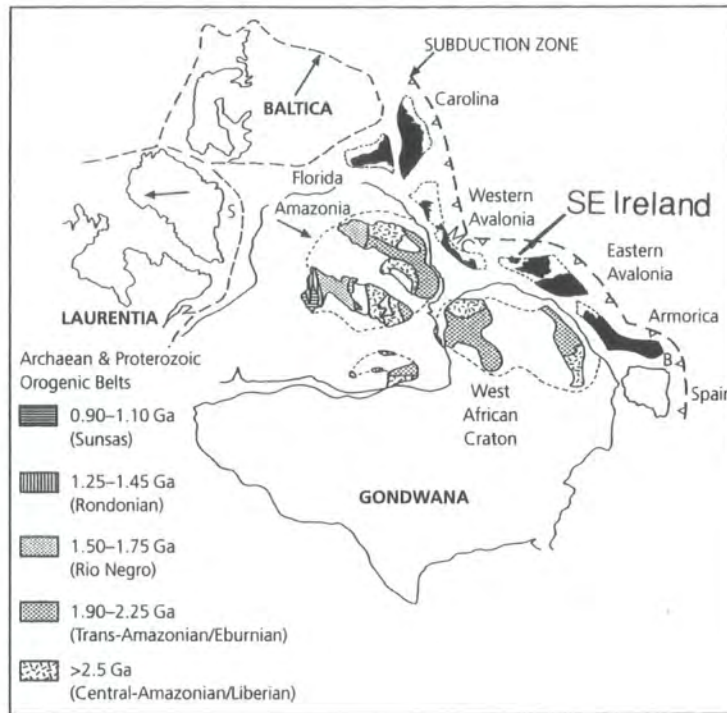 SUBDUCTION ZONE
BALTICA
Carolina
Florida
Western
Avalonia
SE Ireland
S
Amazonia
C
Eastern
Avalonia
LAURENTIA
Armorica
B
Spain
West
African
Craton
GONDWANA
Archaean & Proterozoic
Orogenic Belts
0.90–1.10 Ga
(Sunsas)
1.25–1.45 Ga
(Rondonian)
1.50–1.75 Ga
(Rio Negro)
1.90–2.25 Ga
(Trans-Amazonian/Eburnian)
>2.5 Ga
(Central-Amazonian/Liberian)